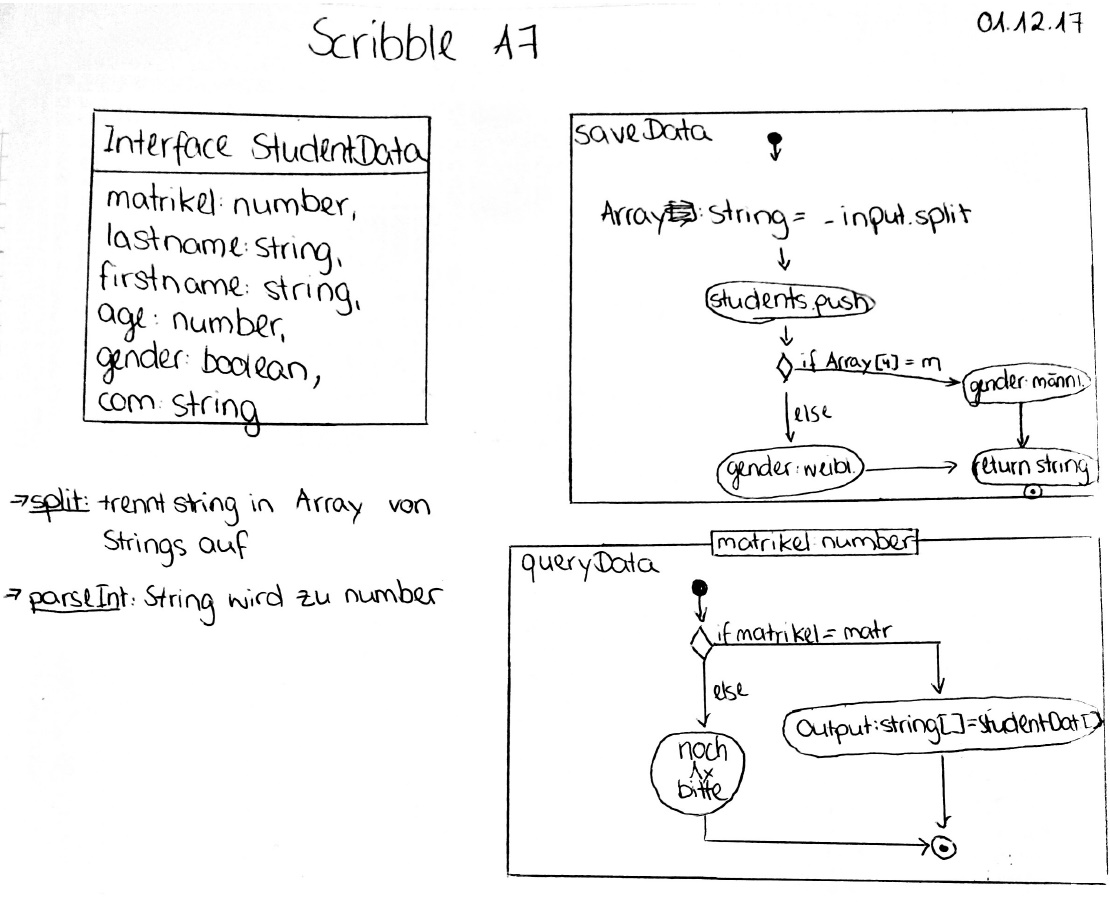 Scribble A7
01.12.17
Interface StudentData
matrikel: number,
lastname: string,
firstname: string,
age: number,
gender: boolean,
com: string
→ split: trennt string in Array von
Strings auf
→ parseInt: String wird zu number
saveData
Array : string = _input.split
students.push
if Array[4] = m
gender: männl.
else
gender: weibl.
return string
matrikel: number
queryData
if matrikel = matr
else
Output: string[] = studentDat[]
noch
1x
bitte